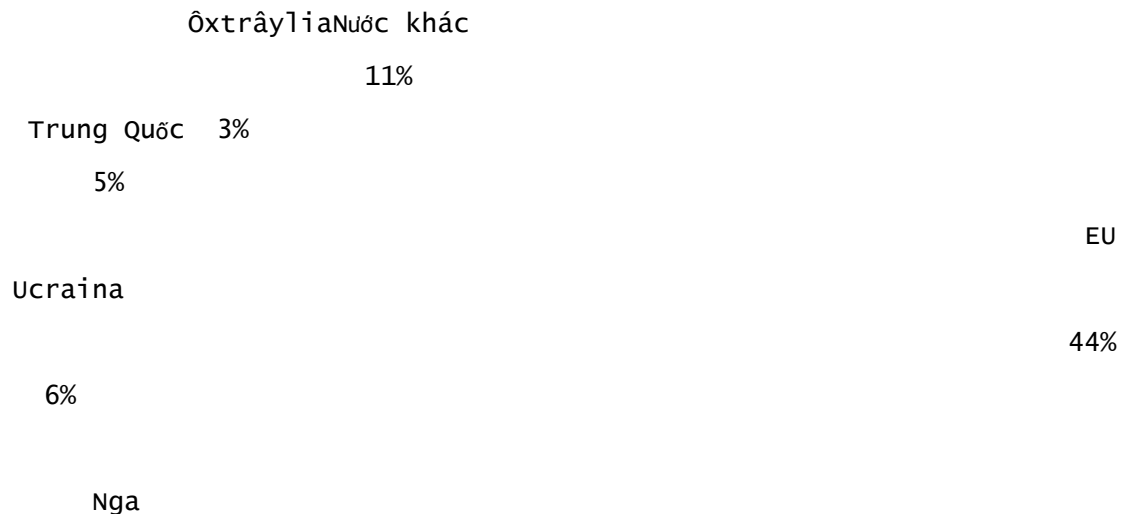 ÔxtrâyliaNước khác
11%
Trung Quốc 3%
5%
EU
Ucraina
44%
6%
Nga